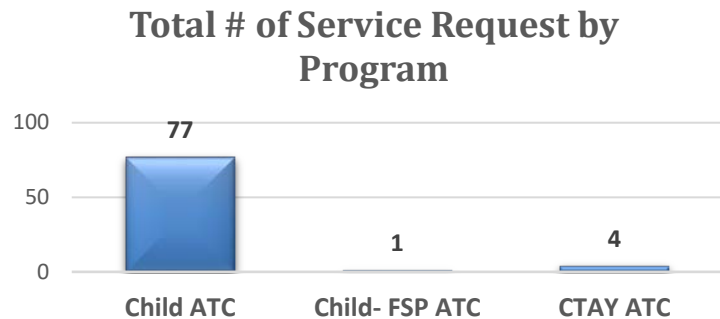 Total # of Service Request by
Program
100
77
50
1
4
0
Child ATC
Child- FSP ATC
CTAY ATC